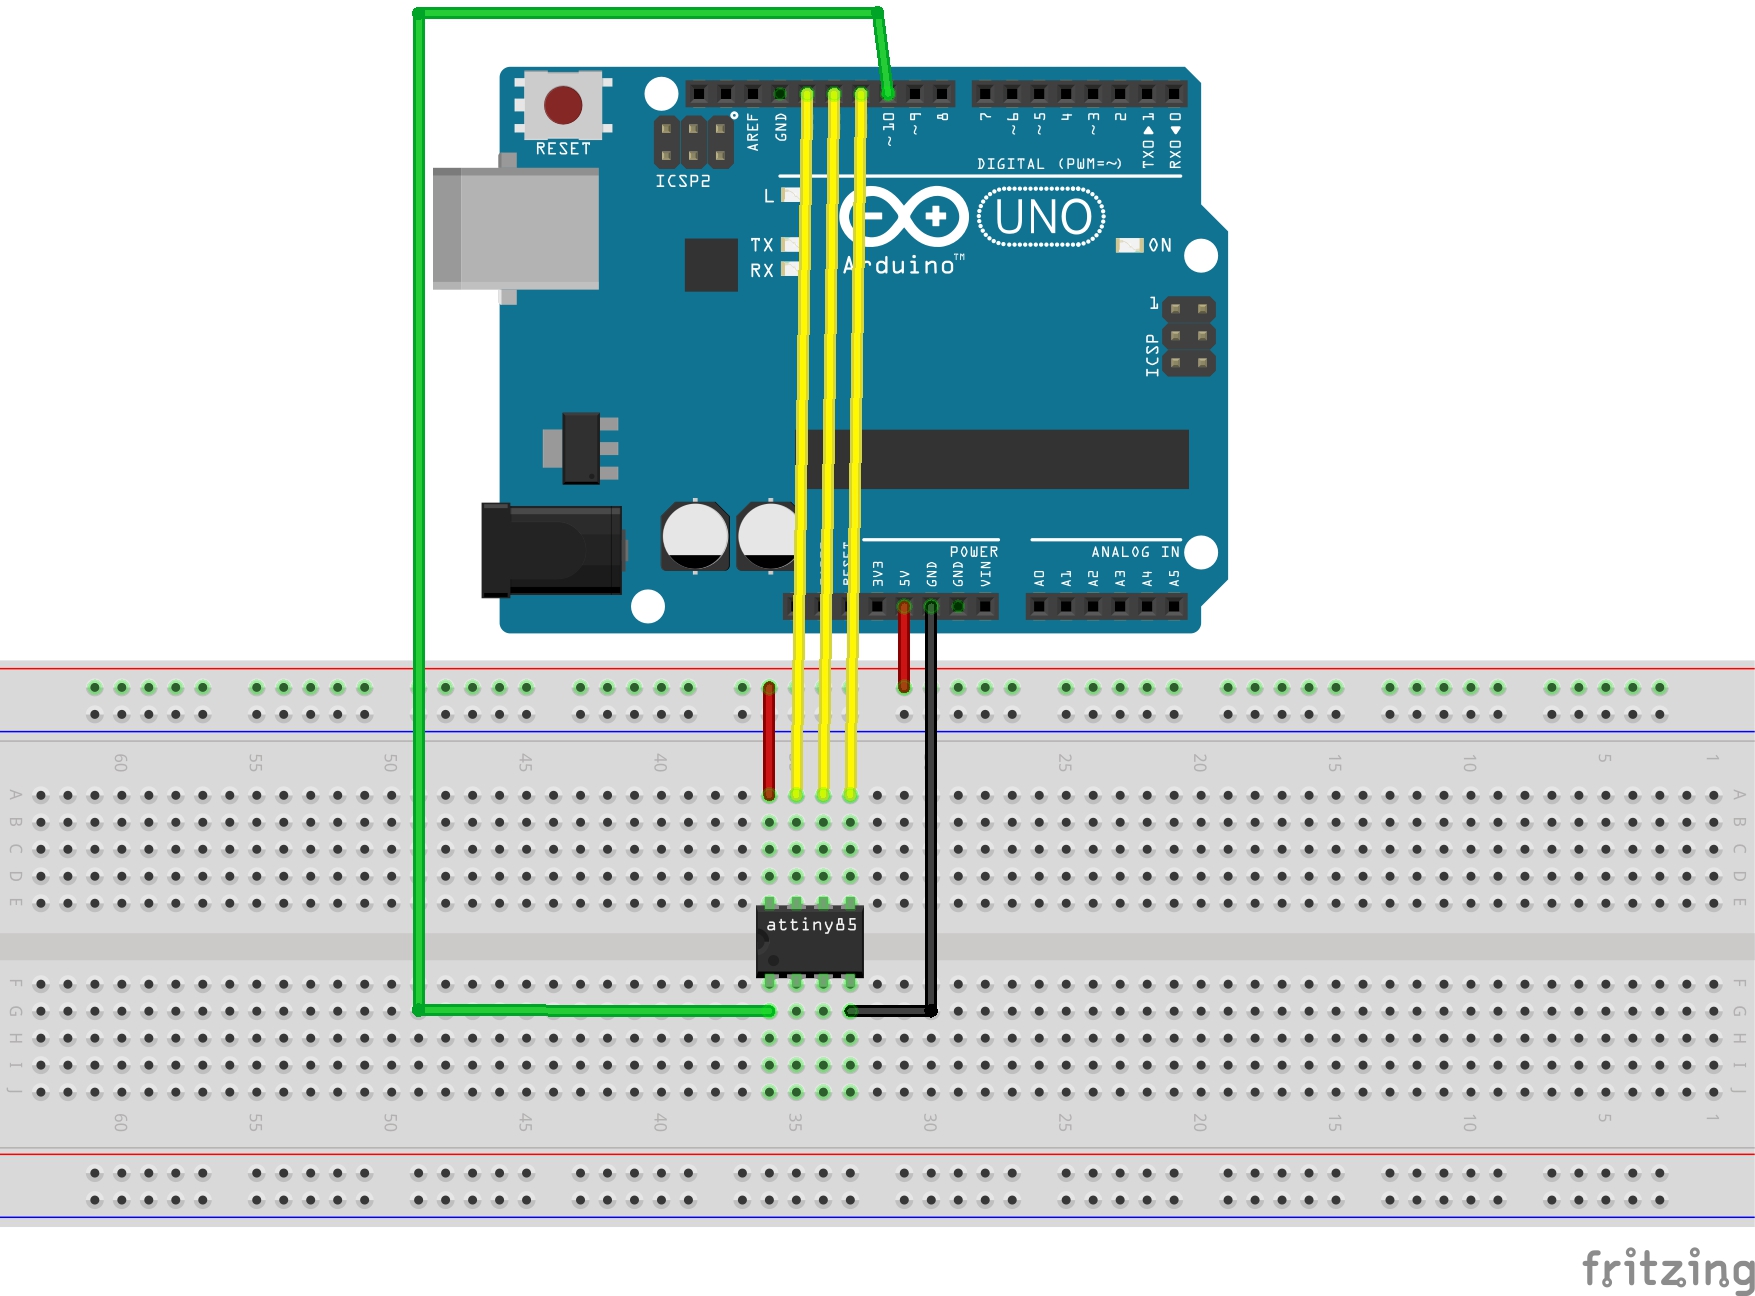 RESET
ICSP2
AREF
GND
~10
~9
8
7
~6
~5
4
~3
2
TX0▶1
RX0◀0
DIGITAL (PWM=~)
L
TX
RX
UNO
Arduino™
ON
1
ICSP
RESET
3V3
5V
GND
GND
VIN
POWER
ANALOG IN
A0
A1
A2
A3
A4
A5
60
55
50
45
40
25
20
15
10
5
1
A
B
C
D
E
A
B
C
D
E
attiny85
F
G
H
I
J
F
G
H
I
J
60
55
50
45
40
35
30
25
20
15
10
5
1
fritzing